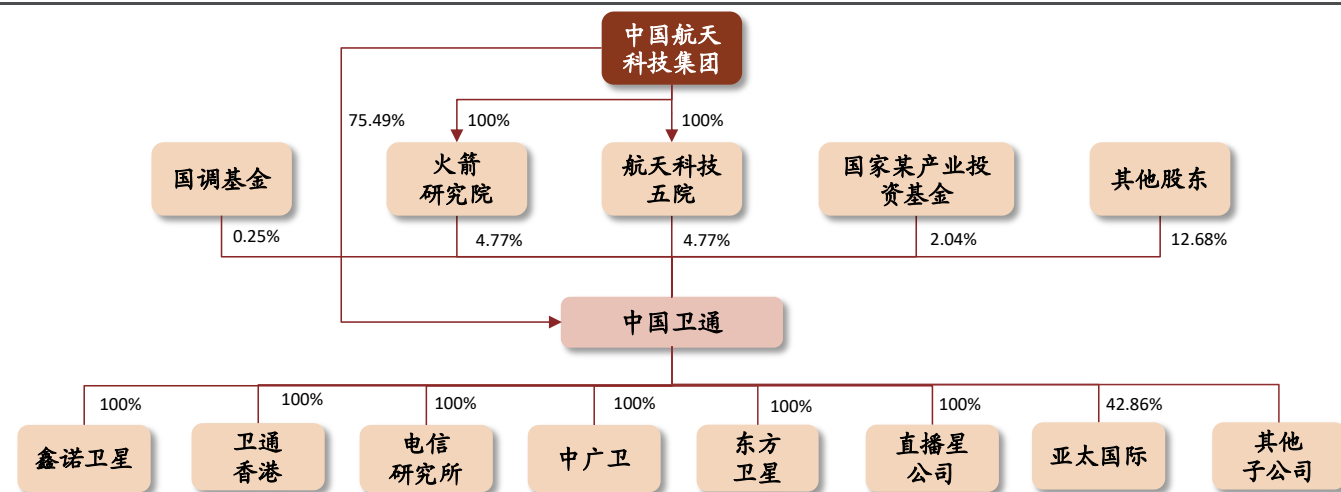 中国航天
科技集团
75.49%
100%
100%
国调基金
火箭
研究院
航天科技
五院
国家某产业投
资基金
其他股东
0.25%
4.77%
4.77%
2.04%
12.68%
中国卫通
100%
100%
100%
100%
100%
100%
42.86%
鑫诺卫星
卫通
香港
电信
研究所
中广卫
东方
卫星
直播星
公司
亚太国际
其他
子公司